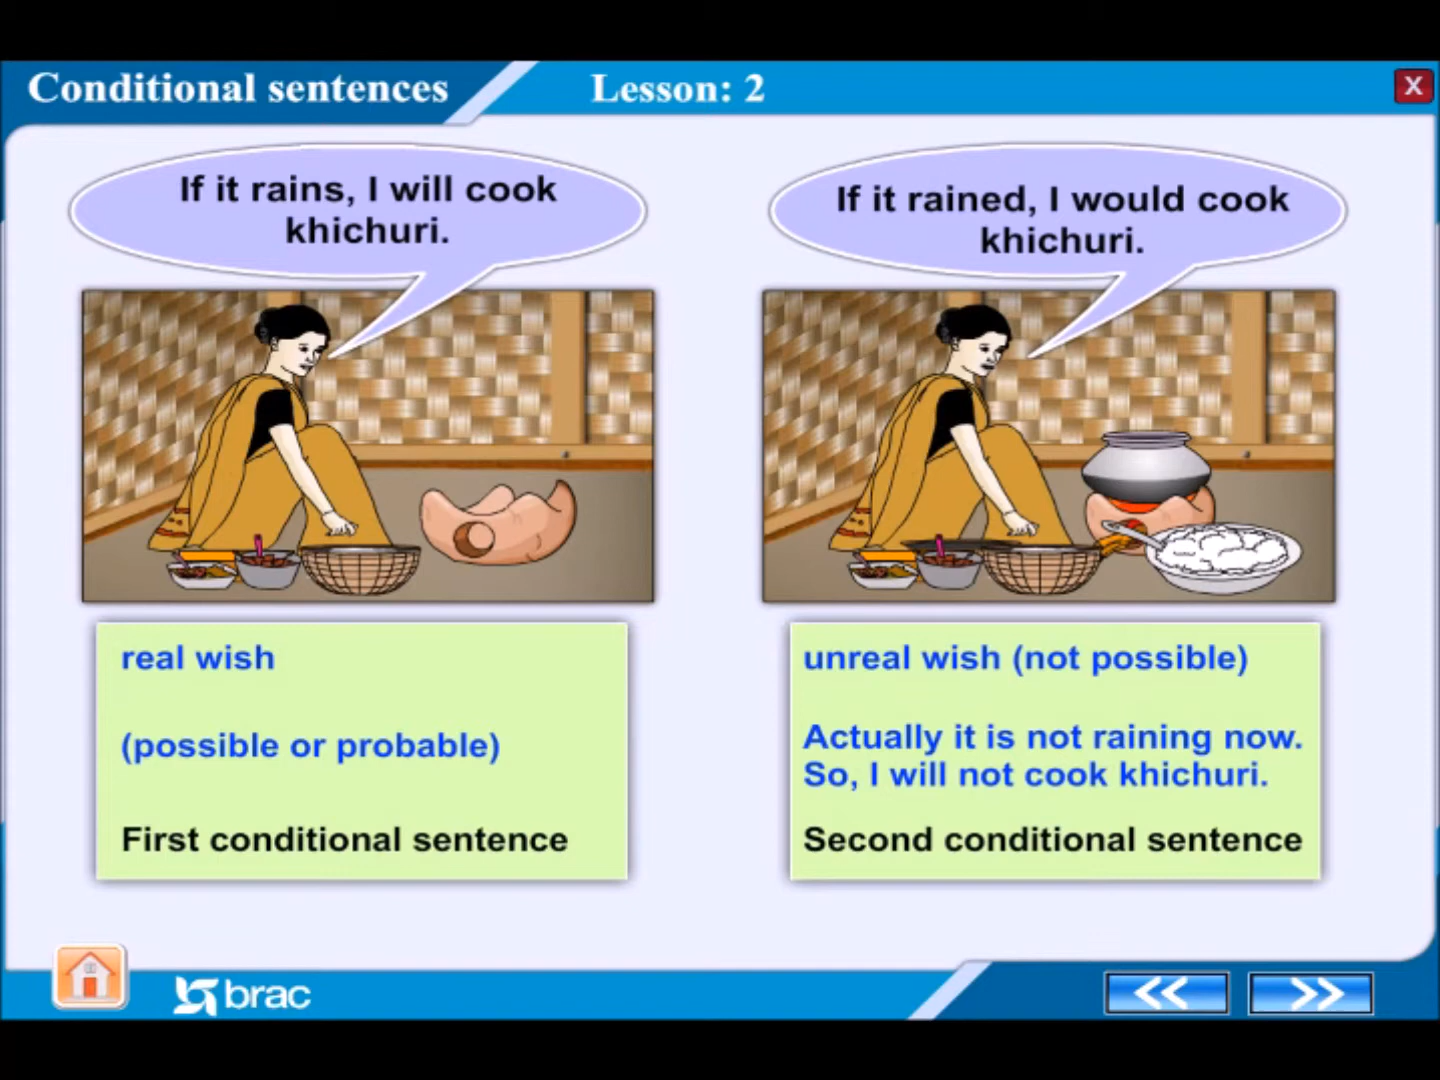 Conditional sentences
Lesson: 2
X
If it rains, I will cook
khichuri.
If it rained, I would cook
khichuri.
real wish
(possible or probable)
First conditional sentence
unreal wish (not possible)
Actually it is not raining now.
So, I will not cook khichuri.
Second conditional sentence
brac